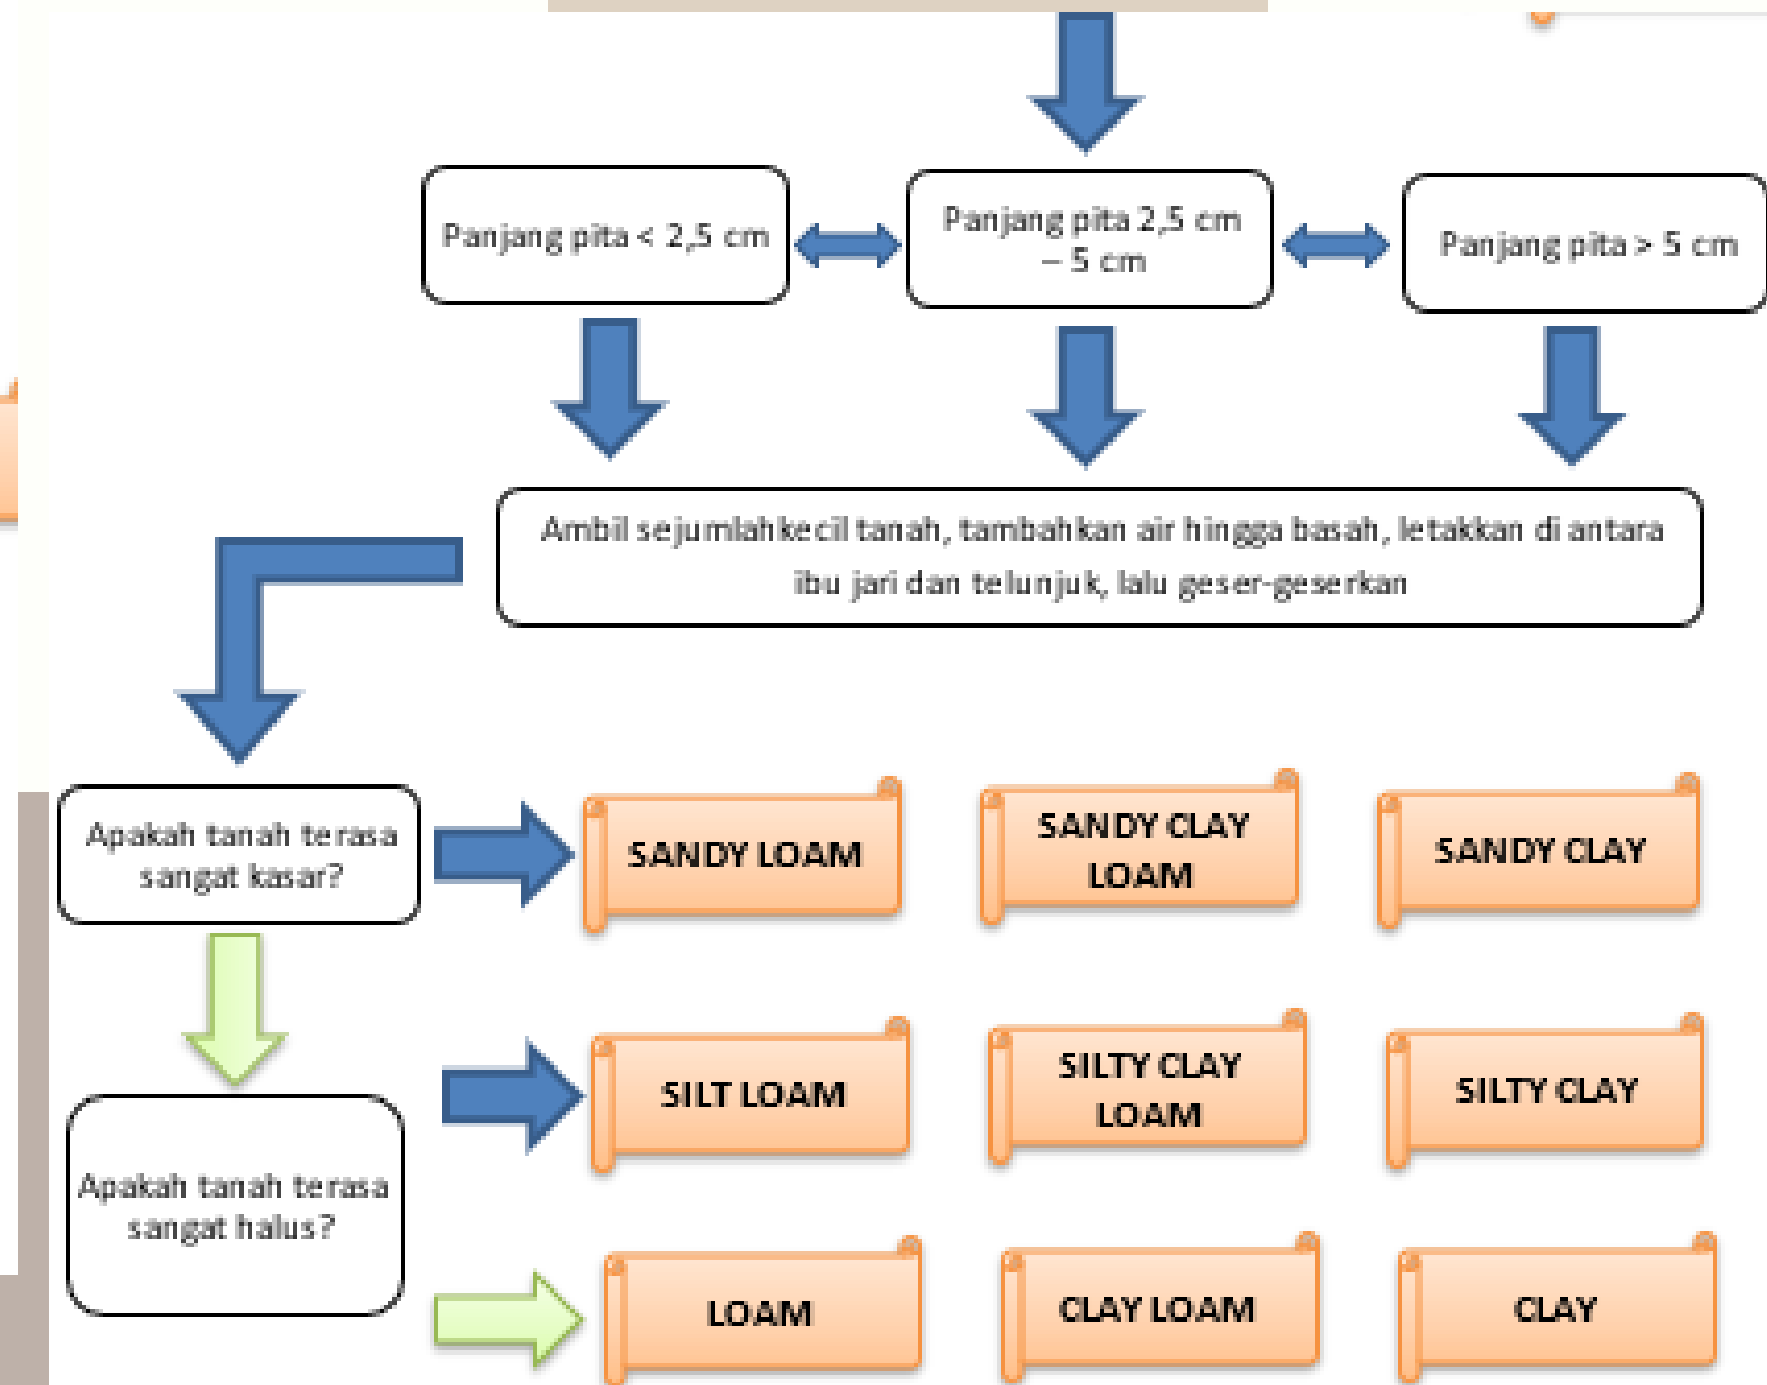 Panjang pita < 2,5 cm
Panjang pita 2,5 cm
– 5 cm
Panjang pita > 5 cm
Ambil sejumlahkecil tanah, tambahkan air hingga basah, letakkan di antara
ibu jari dan telunjuk, lalu geser-geserkan
Apakah tanah terasa
sangat kasar?
SANDY LOAM
SANDY CLAY
LOAM
SANDY CLAY
Apakah tanah terasa
sangat halus?
SILT LOAM
SILTY CLAY
LOAM
SILTY CLAY
LOAM
CLAY LOAM
CLAY